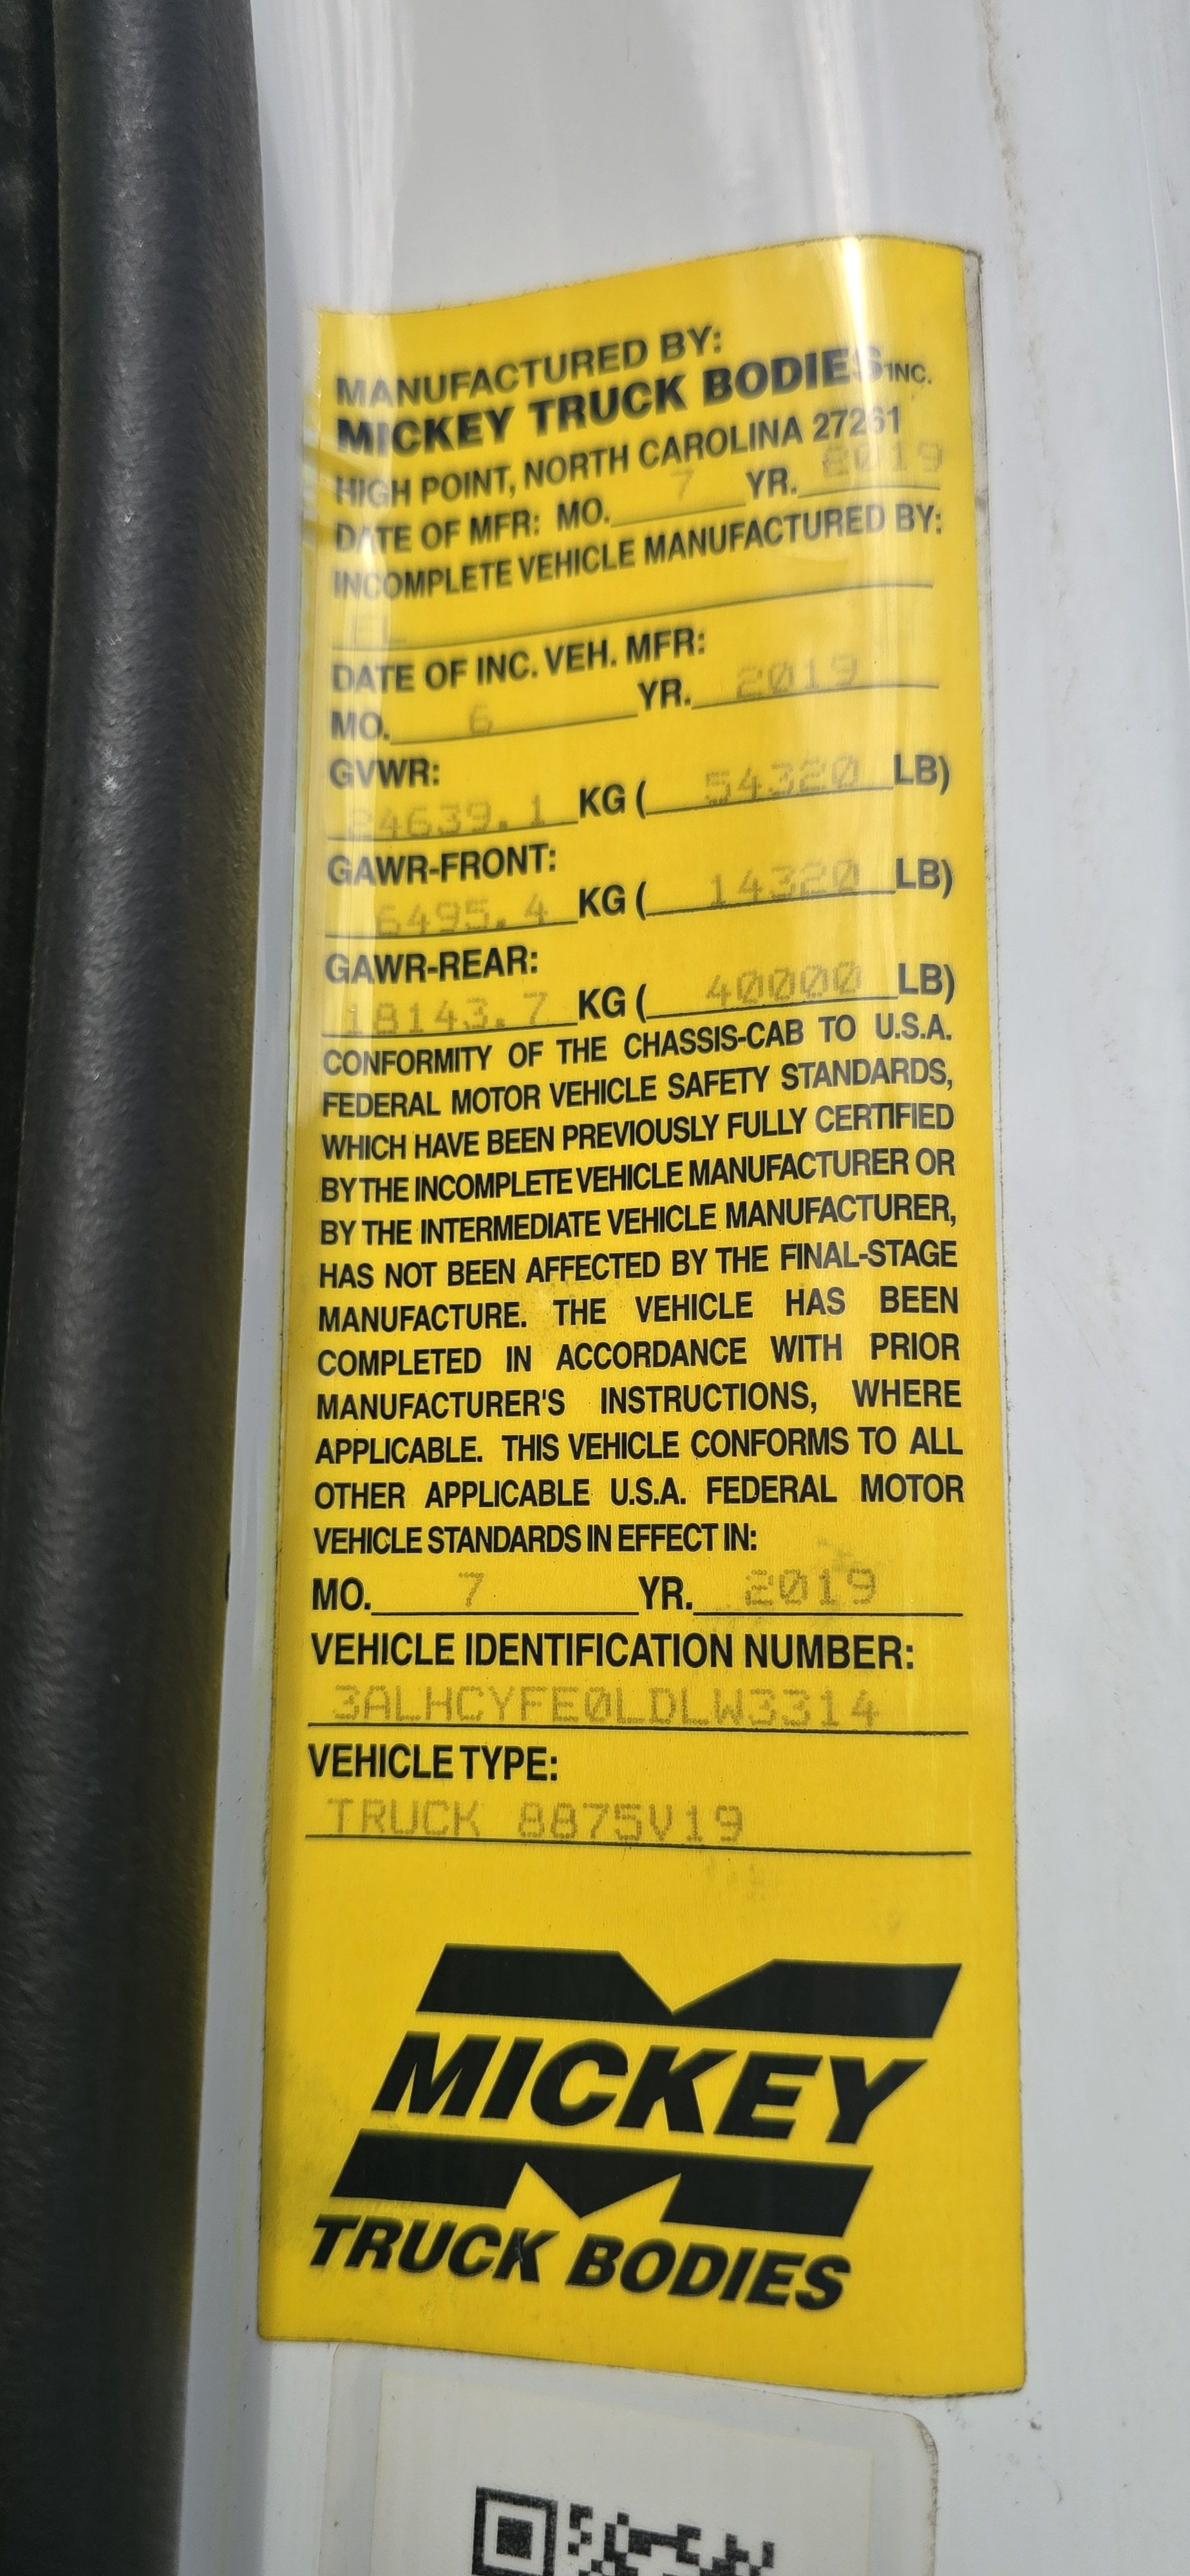 MANUFACTURED BY:
MICKEY TRUCK BODIES INC.
HIGH POINT, NORTH CAROLINA 27261
DATE OF MFR: MO. 7 YR. 2019
INCOMPLETE VEHICLE MANUFACTURED BY:
DATE OF INC. VEH. MFR:
MO. 6 YR. 2019
GVWR:
24639.1 KG ( 54320 LB)
GAWR-FRONT:
6495.4 KG ( 14320 LB)
GAWR-REAR:
18143.7 KG ( 40000 LB)
CONFORMITY OF THE CHASSIS-CAB TO U.S.A.
FEDERAL MOTOR VEHICLE SAFETY STANDARDS,
WHICH HAVE BEEN PREVIOUSLY FULLY CERTIFIED
BY THE INCOMPLETE VEHICLE MANUFACTURER OR
BY THE INTERMEDIATE VEHICLE MANUFACTURER,
HAS NOT BEEN AFFECTED BY THE FINAL-STAGE
MANUFACTURE. THE VEHICLE HAS BEEN
COMPLETED IN ACCORDANCE WITH PRIOR
MANUFACTURER'S INSTRUCTIONS, WHERE
APPLICABLE. THIS VEHICLE CONFORMS TO ALL
OTHER APPLICABLE U.S.A. FEDERAL MOTOR
VEHICLE STANDARDS IN EFFECT IN:
MO. 7 YR. 2019
VEHICLE IDENTIFICATION NUMBER:
3ALHCYFE0LDLW3314
VEHICLE TYPE:
TRUCK 8875V19
MICKEY
TRUCK BODIES